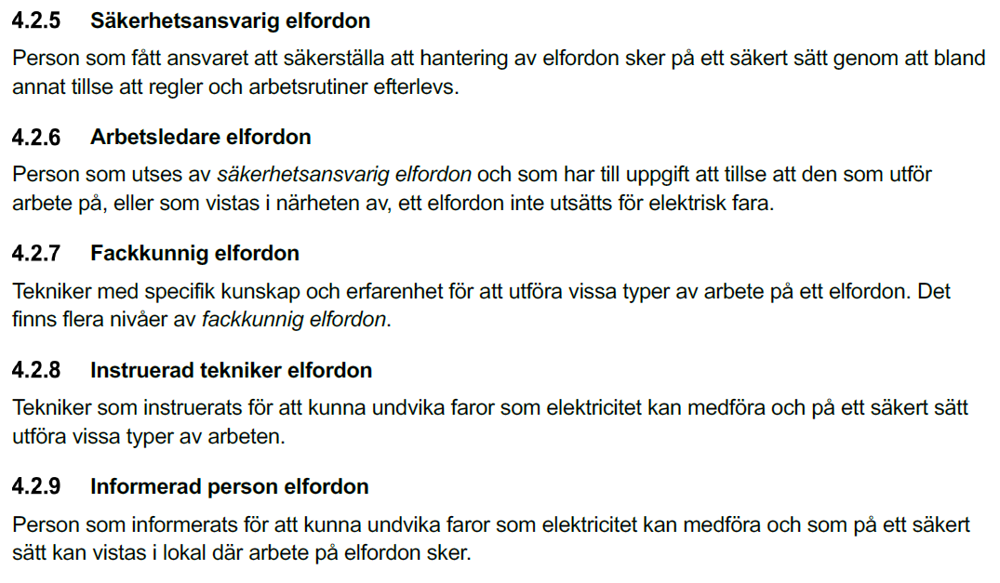 4.2.5 Säkerhetsansvarig elfordon
Person som fått ansvaret att säkerställa att hantering av elfordon sker på ett säkert sätt genom att bland
annat tillse att regler och arbetsrutiner efterlevs.
4.2.6 Arbetsledare elfordon
Person som utses av säkerhetsansvarig elfordon och som har till uppgift att tillse att den som utför
arbete på, eller som vistas i närheten av, ett elfordon inte utsätts för elektrisk fara.
4.2.7 Fackkunnig elfordon
Tekniker med specifik kunskap och erfarenhet för att utföra vissa typer av arbete på ett elfordon. Det
finns flera nivåer av fackkunnig elfordon.
4.2.8 Instruerad tekniker elfordon
Tekniker som instruerats för att kunna undvika faror som elektricitet kan medföra och på ett säkert sätt
utföra vissa typer av arbeten.
4.2.9 Informerad person elfordon
Person som informerats för att kunna undvika faror som elektricitet kan medföra och som på ett säkert
sätt kan vistas i lokal där arbete på elfordon sker.